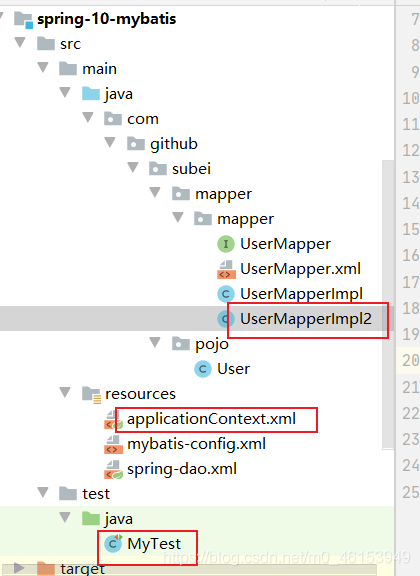 spring-10-mybatis
7
src
8
main
9
java
10
com
11
github
12
subei
13
mapper
14
mapper
15
UserMapper
16
UserMapper.xml
17
UserMapperImpl
18
UserMapperImpl2
19
pojo
20
User
21
resources
22
applicationContext.xml
23
mybatis-config.xml
24
spring-dao.xml
25
test
java
MyTest
https://blog.csdn.net/m0_46153949
target